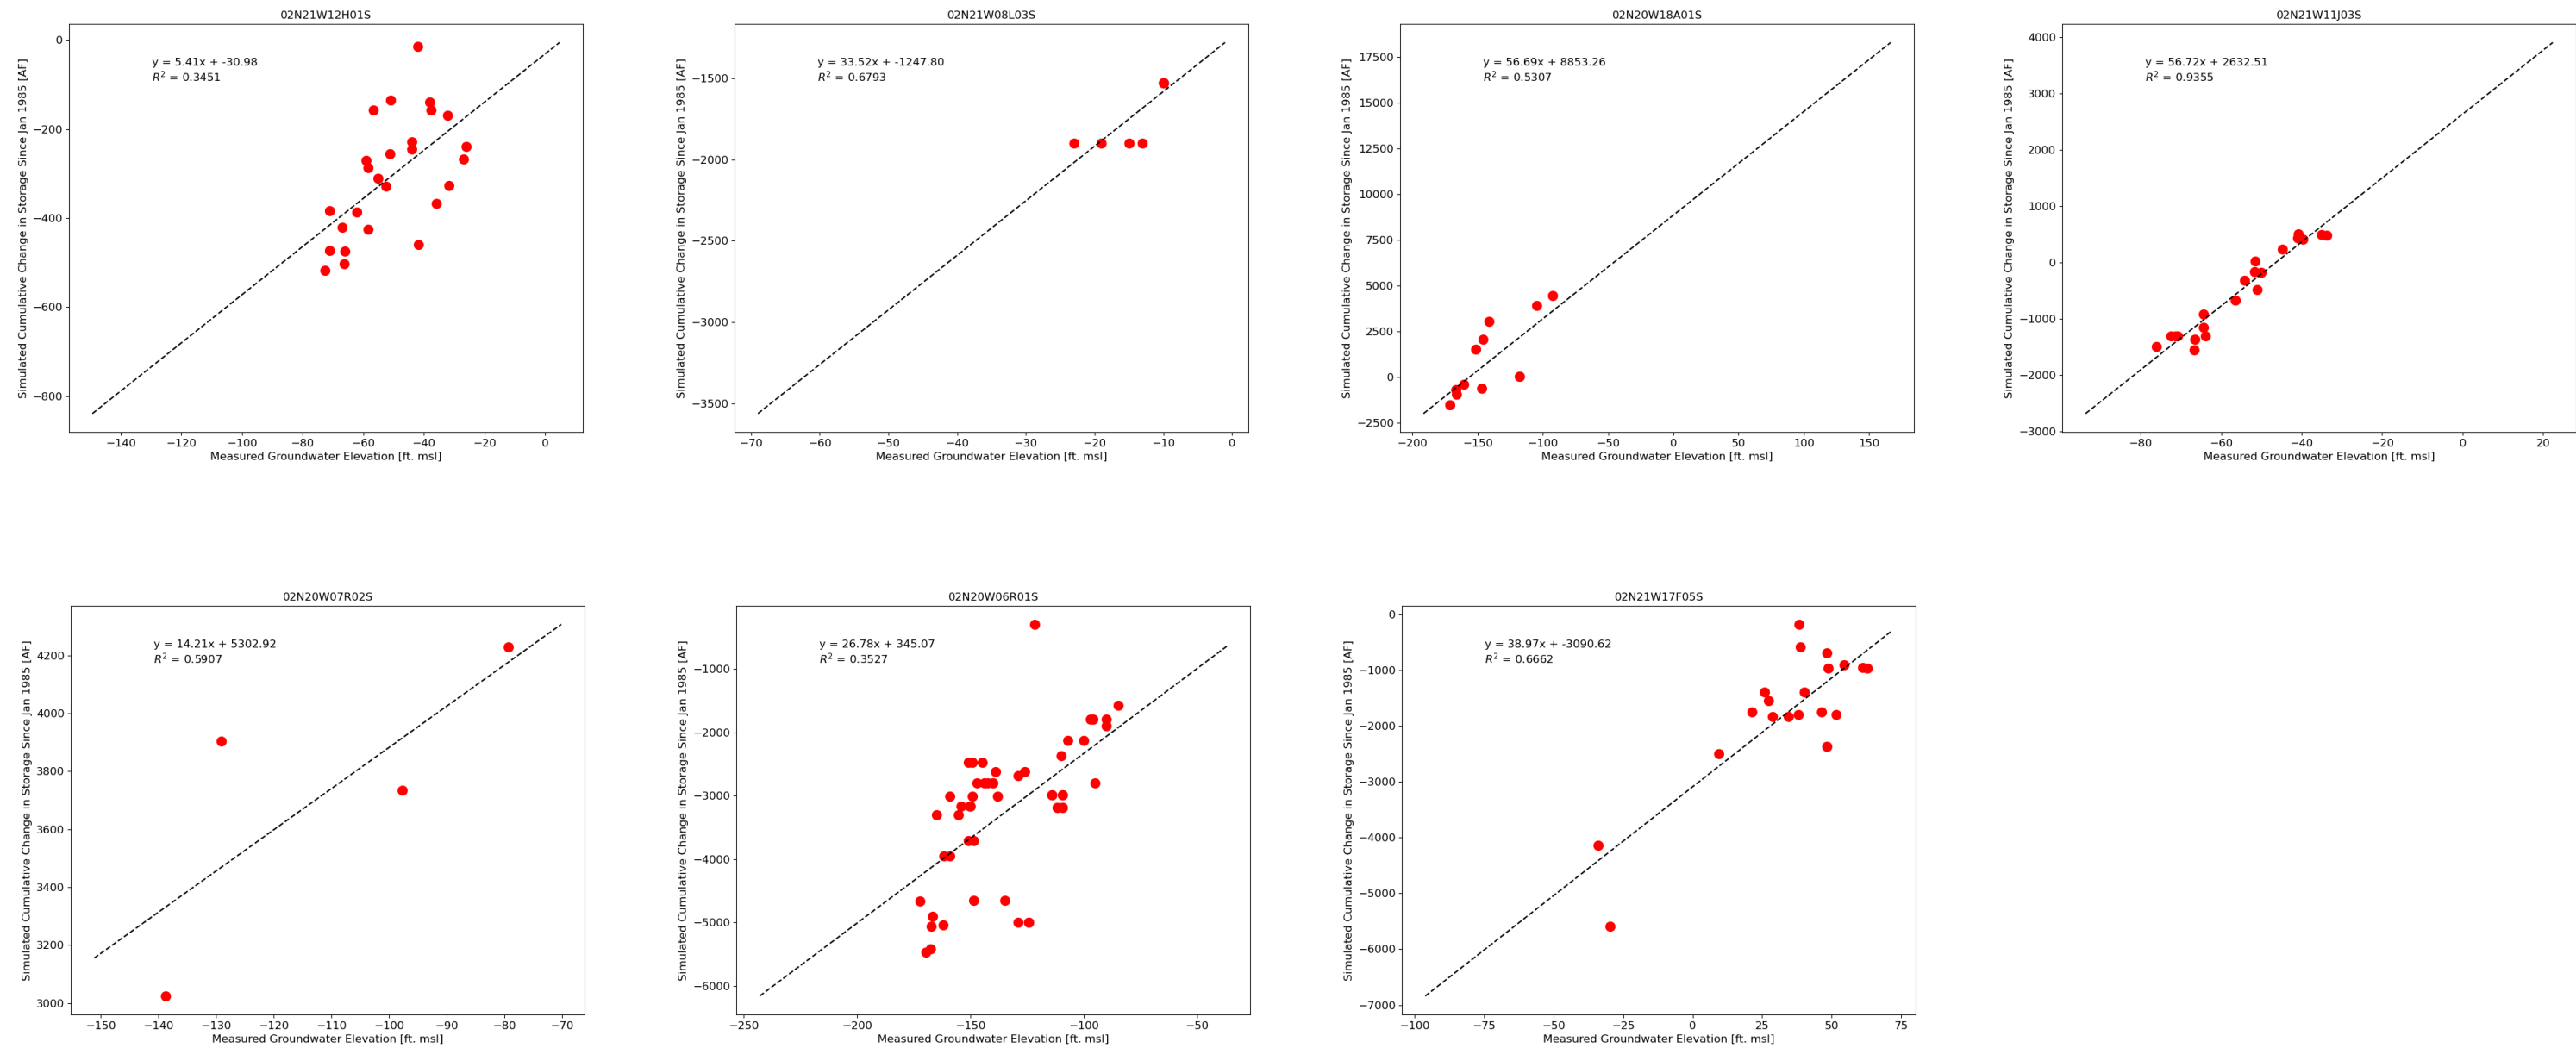 02N21W12H01S
y = 5.41x + -30.98
R² = 0.3451
Simulated Cumulative Change in Storage Since Jan 1985 [AF]
0
−200
−400
−600
−800
−140 −120 −100 −80 −60 −40 −20 0
Measured Groundwater Elevation [ft. msl]
02N21W08L03S
y = 33.52x + -1247.80
R² = 0.6793
Simulated Cumulative Change in Storage Since Jan 1985 [AF]
−1500
−2000
−2500
−3000
−3500
−70 −60 −50 −40 −30 −20 −10 0
Measured Groundwater Elevation [ft. msl]
02N20W18A01S
y = 56.69x + 8853.26
R² = 0.5307
Simulated Cumulative Change in Storage Since Jan 1985 [AF]
17500
15000
12500
10000
7500
5000
2500
0
−2500
−200 −150 −100 −50 0 50 100 150
Measured Groundwater Elevation [ft. msl]
02N21W11J03S
y = 56.72x + 2632.51
R² = 0.9355
Simulated Cumulative Change in Storage Since Jan 1985 [AF]
4000
3000
2000
1000
0
−1000
−2000
−3000
−80 −60 −40 −20 0 20
Measured Groundwater Elevation [ft. msl]
02N20W07R02S
y = 14.21x + 5302.92
R² = 0.5907
Simulated Cumulative Change in Storage Since Jan 1985 [AF]
4200
4000
3800
3600
3400
3200
3000
−150 −140 −130 −120 −110 −100 −90 −80 −70
Measured Groundwater Elevation [ft. msl]
02N20W06R01S
y = 26.78x + 345.07
R² = 0.3527
Simulated Cumulative Change in Storage Since Jan 1985 [AF]
−1000
−2000
−3000
−4000
−5000
−6000
−250 −200 −150 −100 −50
Measured Groundwater Elevation [ft. msl]
02N21W17F05S
y = 38.97x + -3090.62
R² = 0.6662
Simulated Cumulative Change in Storage Since Jan 1985 [AF]
0
−1000
−2000
−3000
−4000
−5000
−6000
−7000
−100 −75 −50 −25 0 25 50 75
Measured Groundwater Elevation [ft. msl]